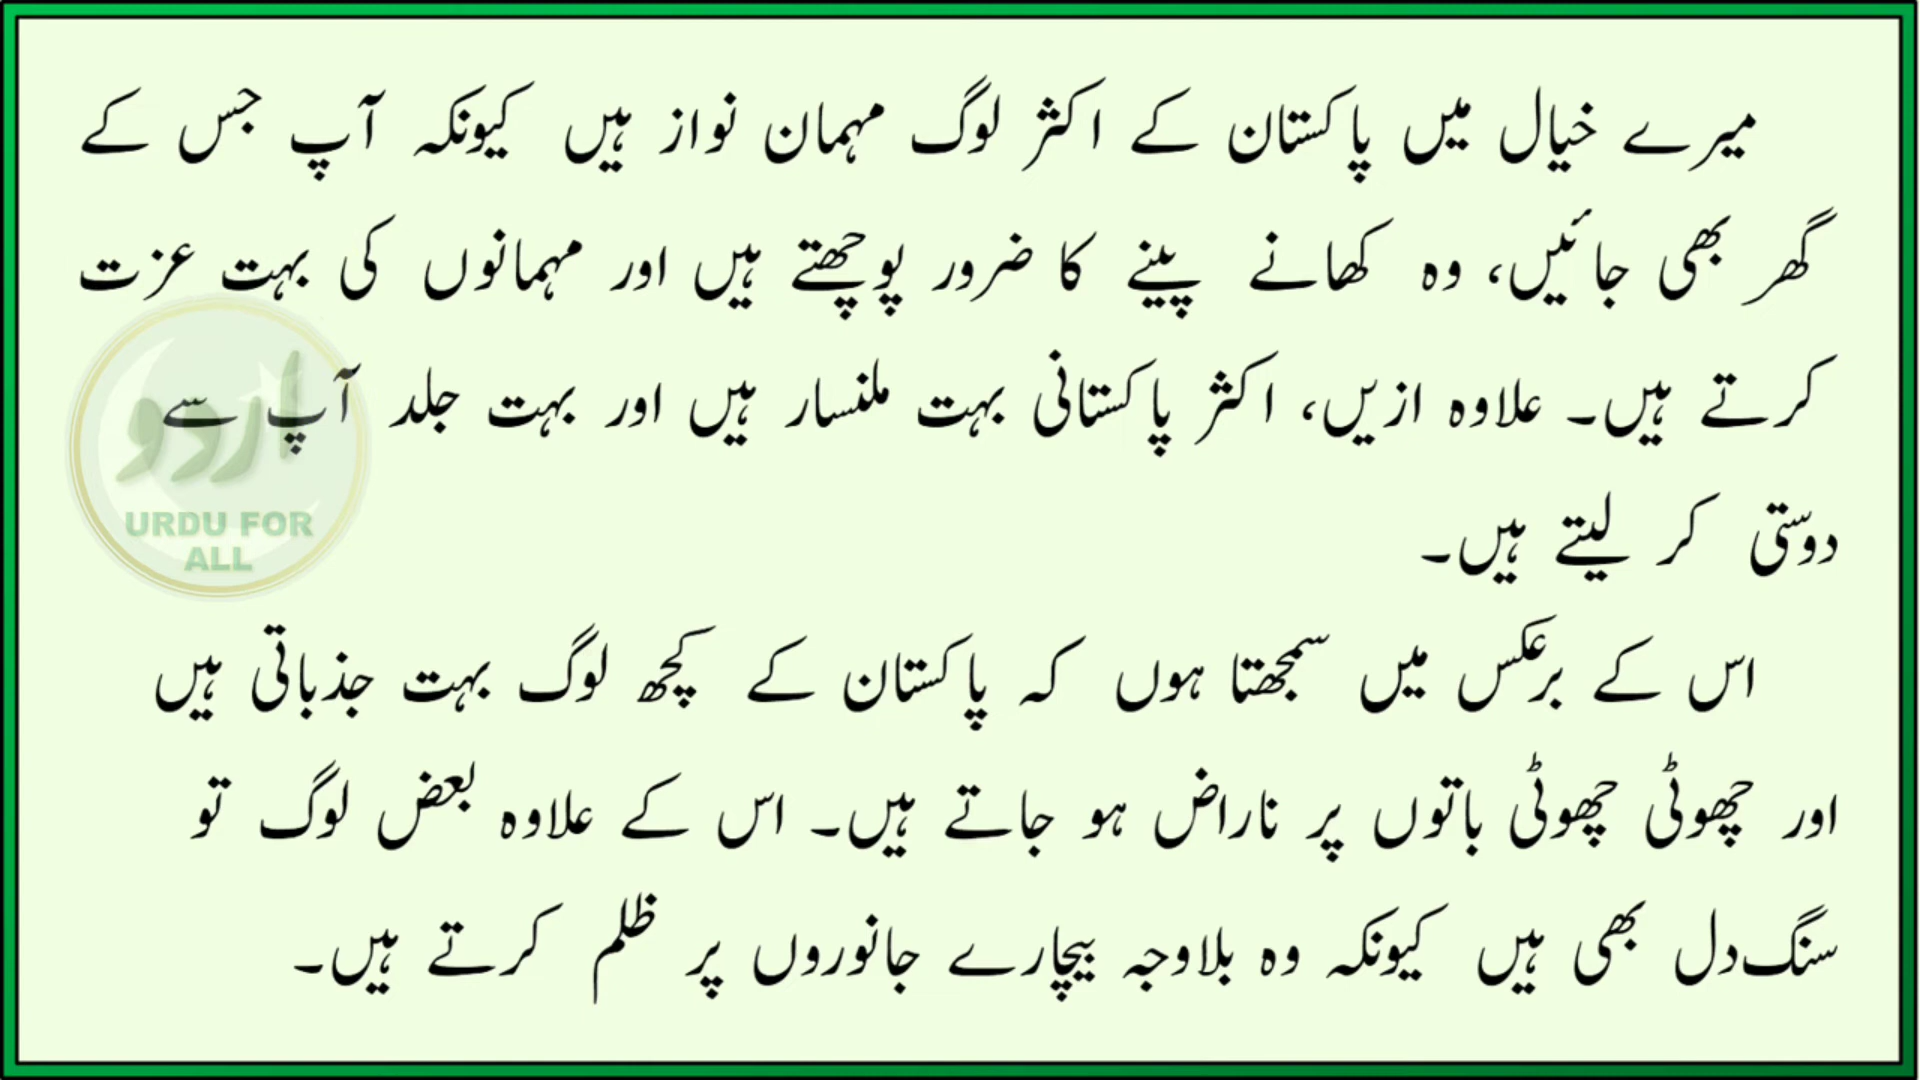 میرے خیال میں پاکستان کے اکثر لوگ مہمان نواز ہیں کیونکہ آپ جس کے
گھر بھی جائیں، وہ کھانے پینے کا ضرور پوچھتے ہیں اور مہمانوں کی بہت عزت
کرتے ہیں۔ علاوہ ازیں، اکثر پاکستانی بہت ملنسار ہیں اور بہت جلد آپ سے
دوستی کر لیتے ہیں۔
اس کے برعکس میں سمجھتا ہوں کہ پاکستان کے کچھ لوگ بہت جذباتی ہیں
اور چھوٹی چھوٹی باتوں پر ناراض ہو جاتے ہیں۔ اس کے علاوہ بعض لوگ تو
سنگ‌دل بھی ہیں کیونکہ وہ بلاوجہ بیچارے جانوروں پر ظلم کرتے ہیں۔
اردو
URDU FOR
ALL